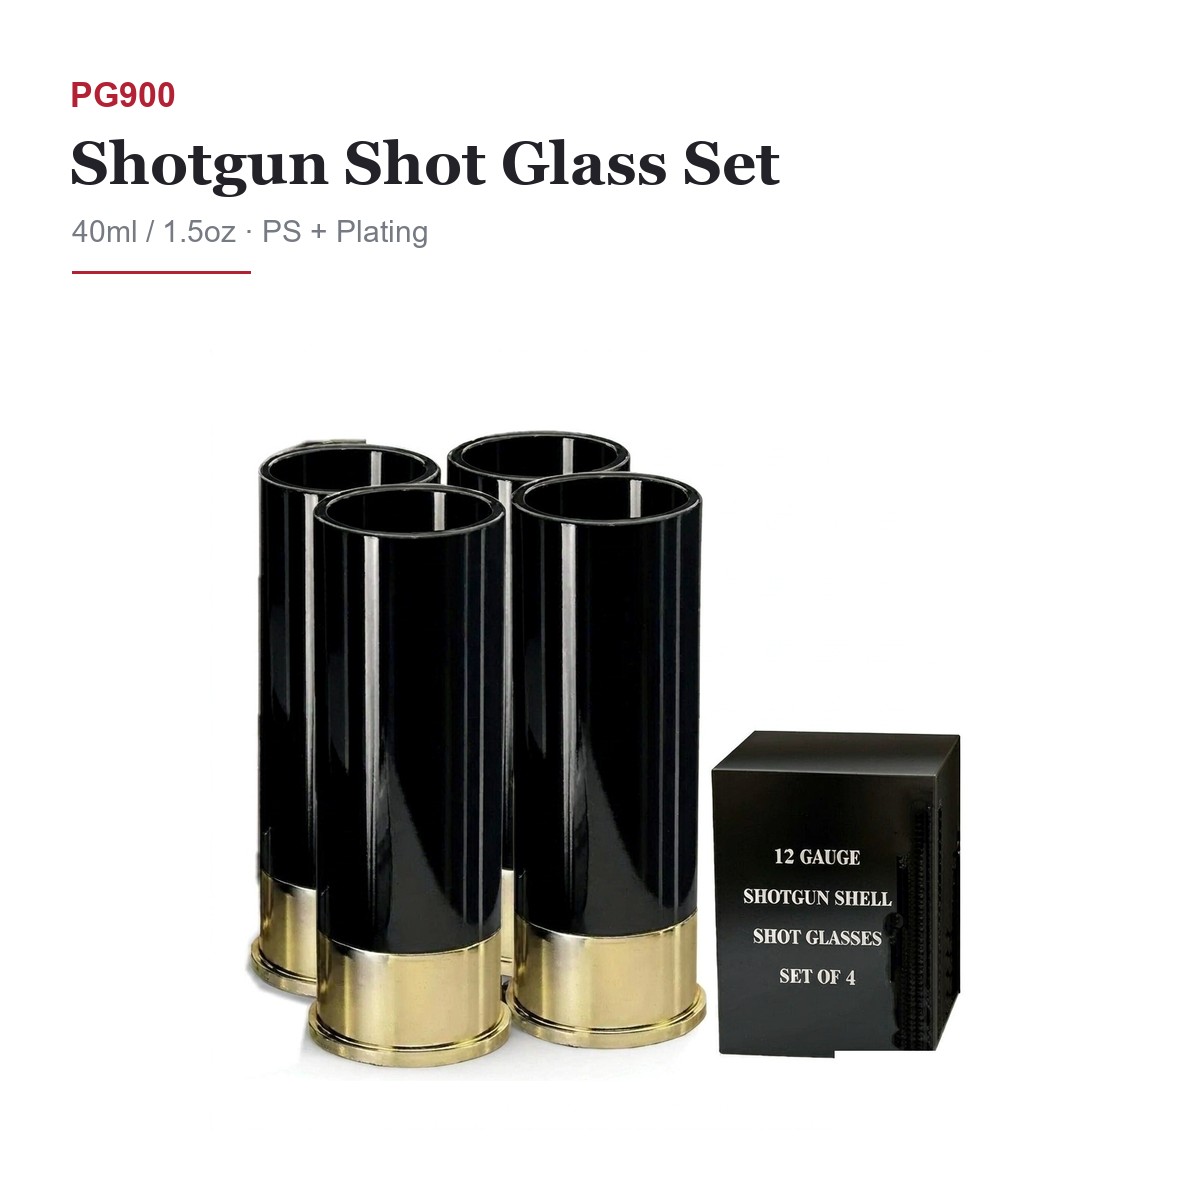 PG900
Shotgun Shot Glass Set
40ml / 1.5oz · PS + Plating
12 GAUGE
SHOTGUN SHELL
SHOT GLASSES
SET OF 4